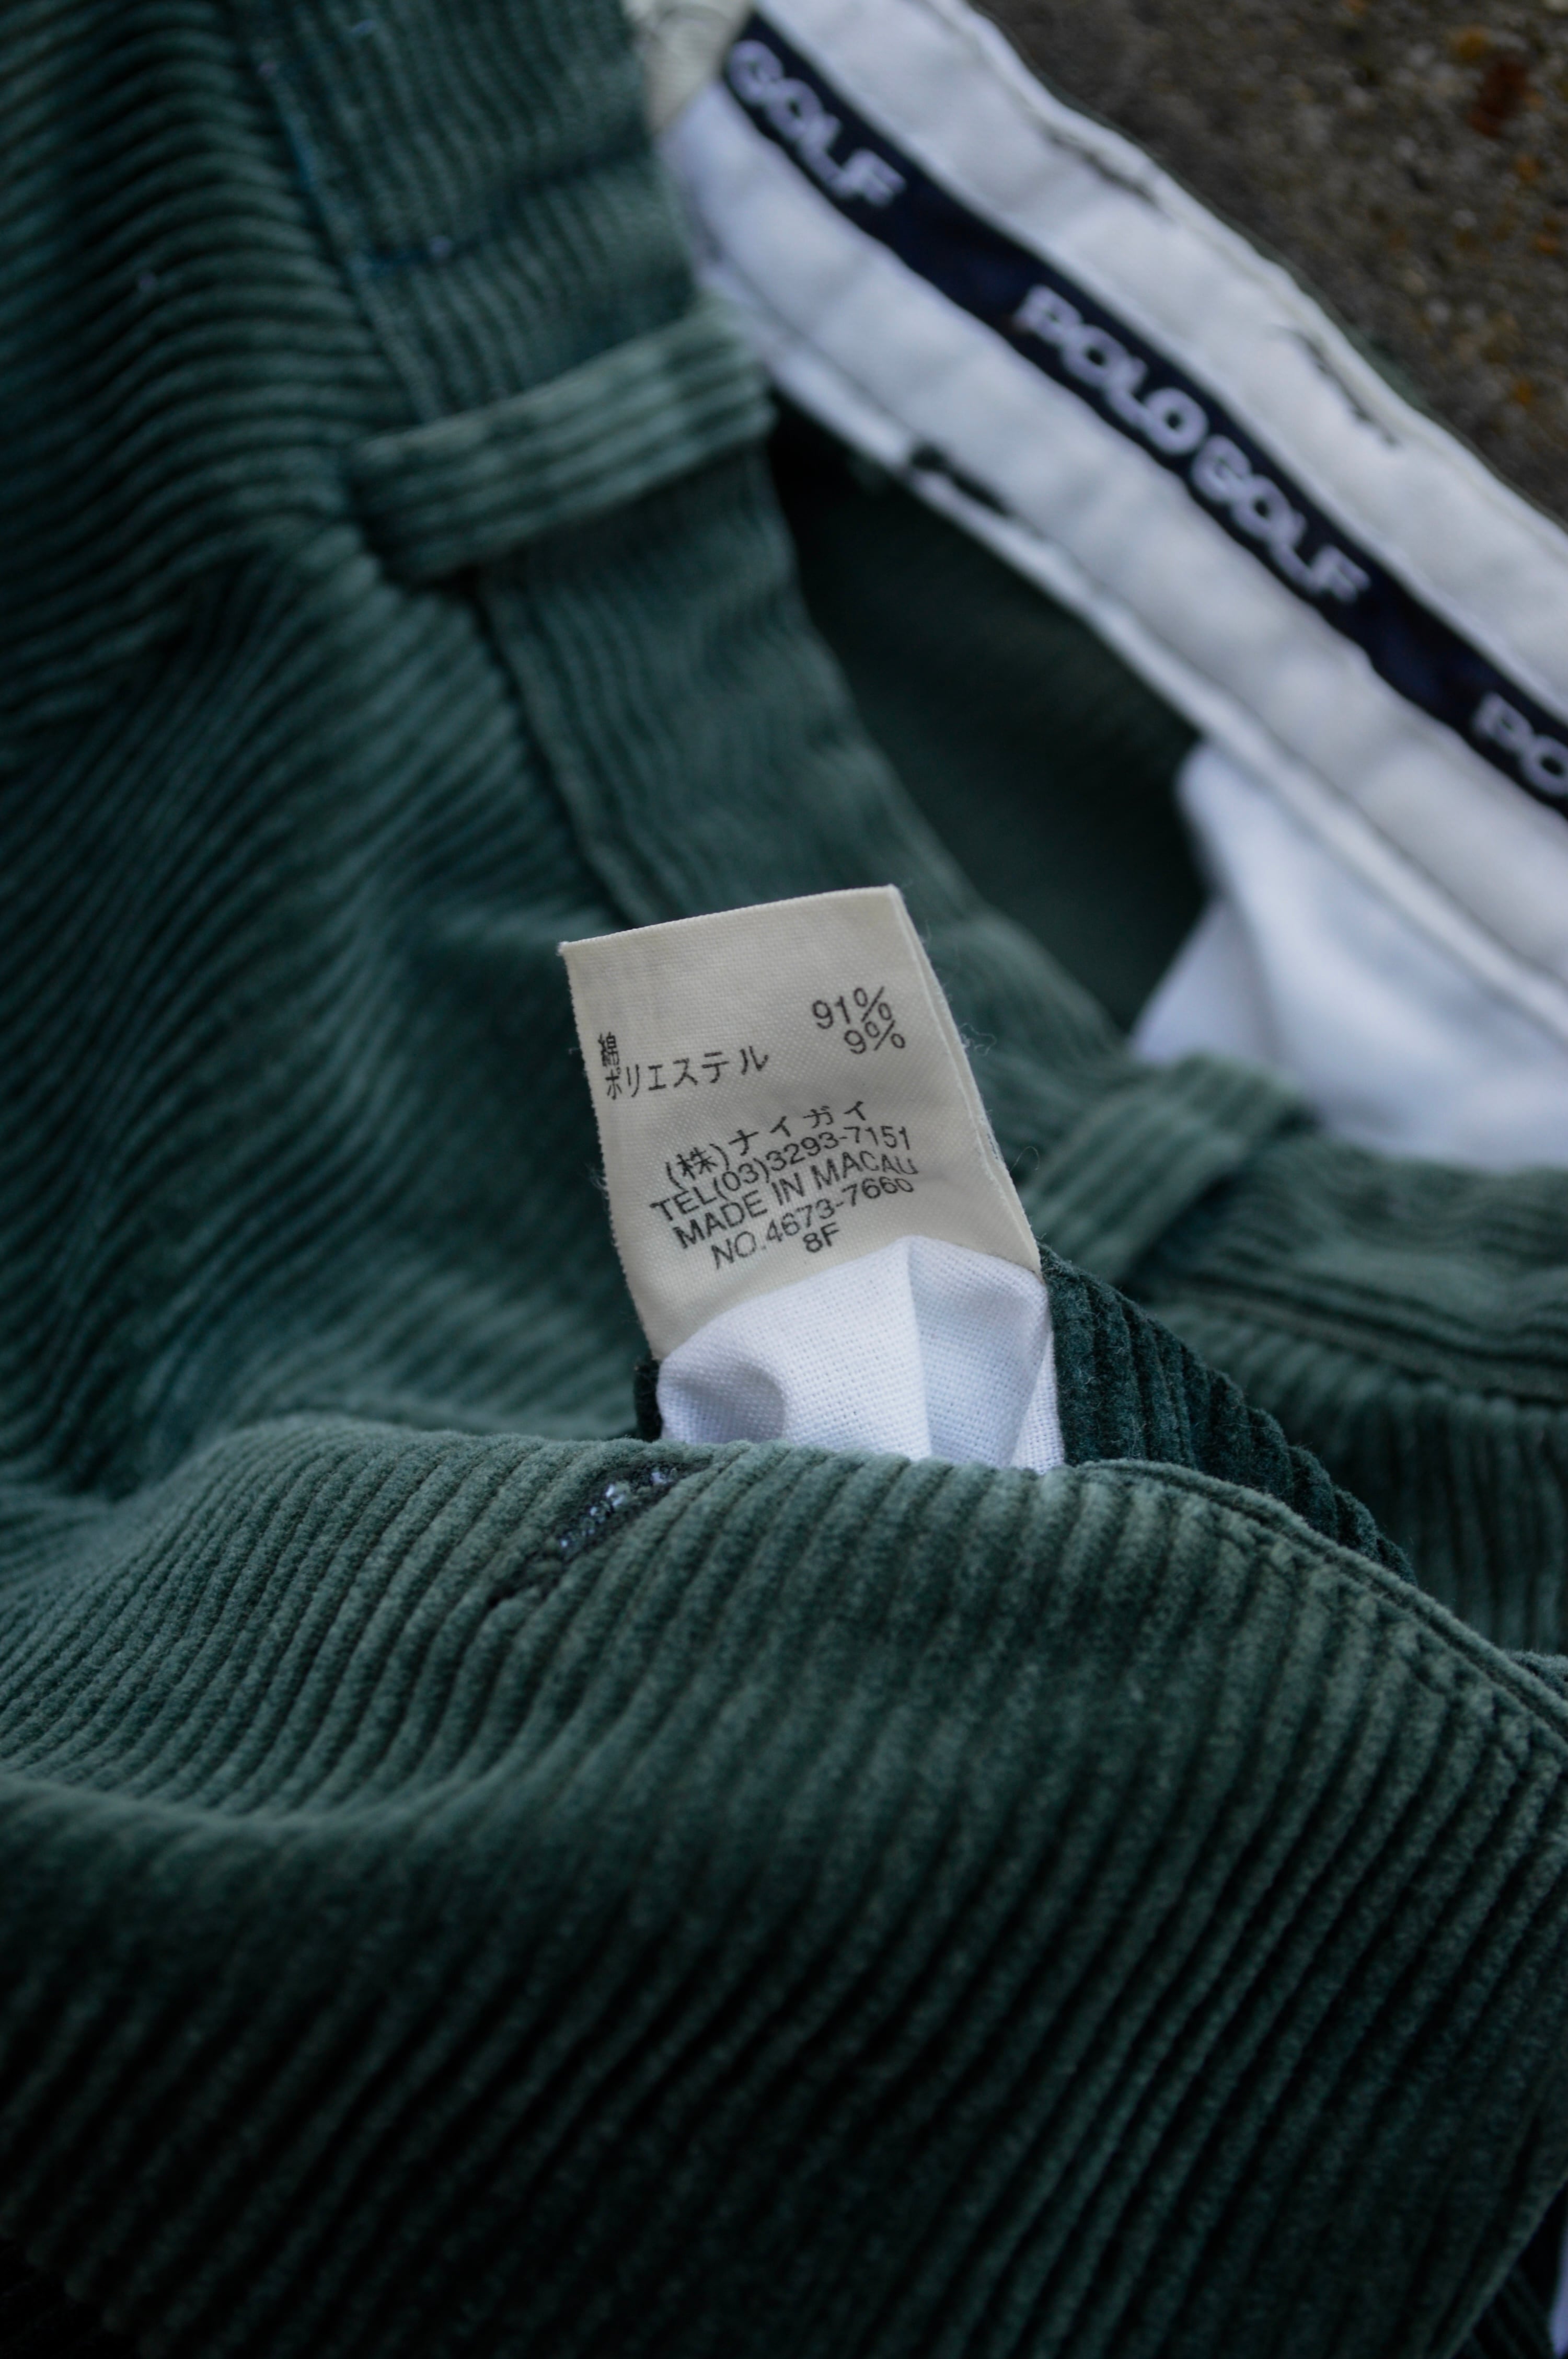 GOLF POLO GOLF PO
綿 91%
ポリエステル 9%
(株)ナイガイ
TEL(03)3293-7151
MADE IN MACAU
NO.4673-7660
8F